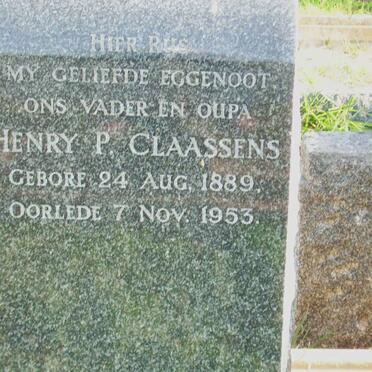 HIER RUS
MY GELIEFDE EGGENOOT
ONS VADER EN OUPA
HENRY P. CLAASSENS
GEBORE 24 AUG. 1889.
OORLEDE 7 NOV. 1953.